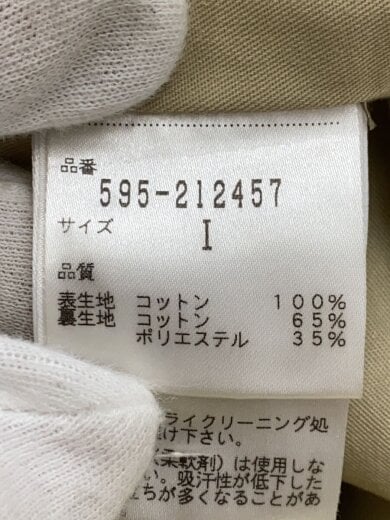 品番
595-212457
サイズ
I
品質
表生地 コットン 100%
裏生地 コットン 65%
ポリエステル 35%
ライクリーニング処
け下さい。
柔軟剤)は使用しな
い。吸汗性が低下した
立ちが多くなることがあ